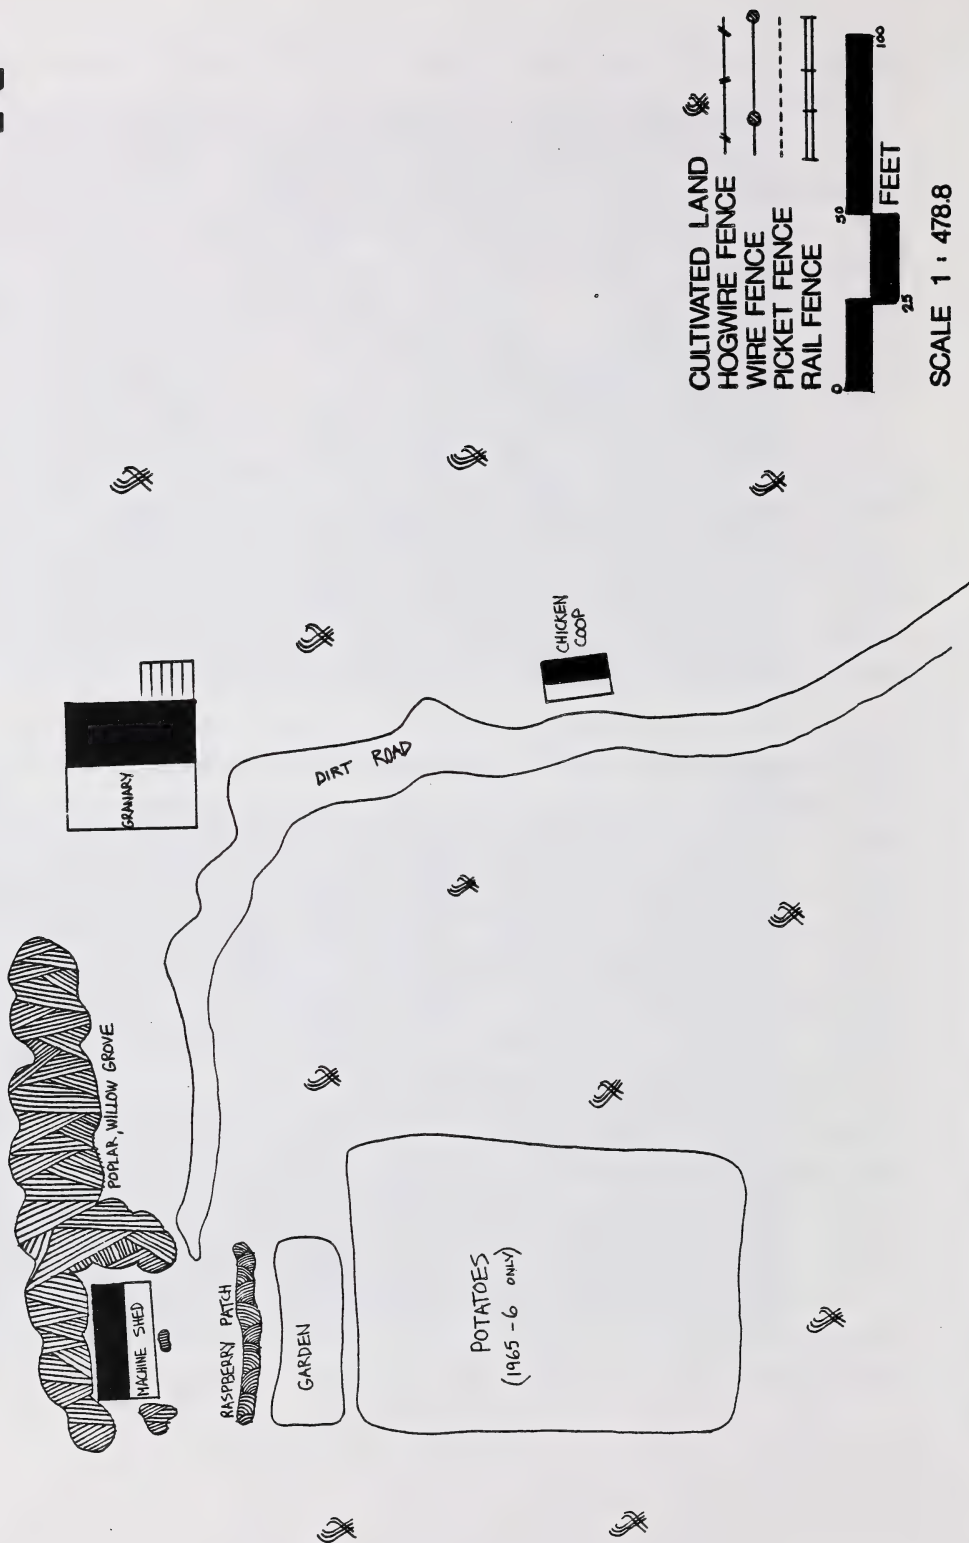 POPLAR, WILLOW GROVE
MACHINE SHED
RASPBERRY PATCH
GARDEN
POTATOES
(1965-6 ONLY)
GRANARY
DIRT ROAD
CHICKEN
COOP
CULTIVATED LAND
HOGWIRE FENCE
WIRE FENCE
PICKET FENCE
RAIL FENCE
0 50 100
25 FEET
SCALE 1 : 478.8